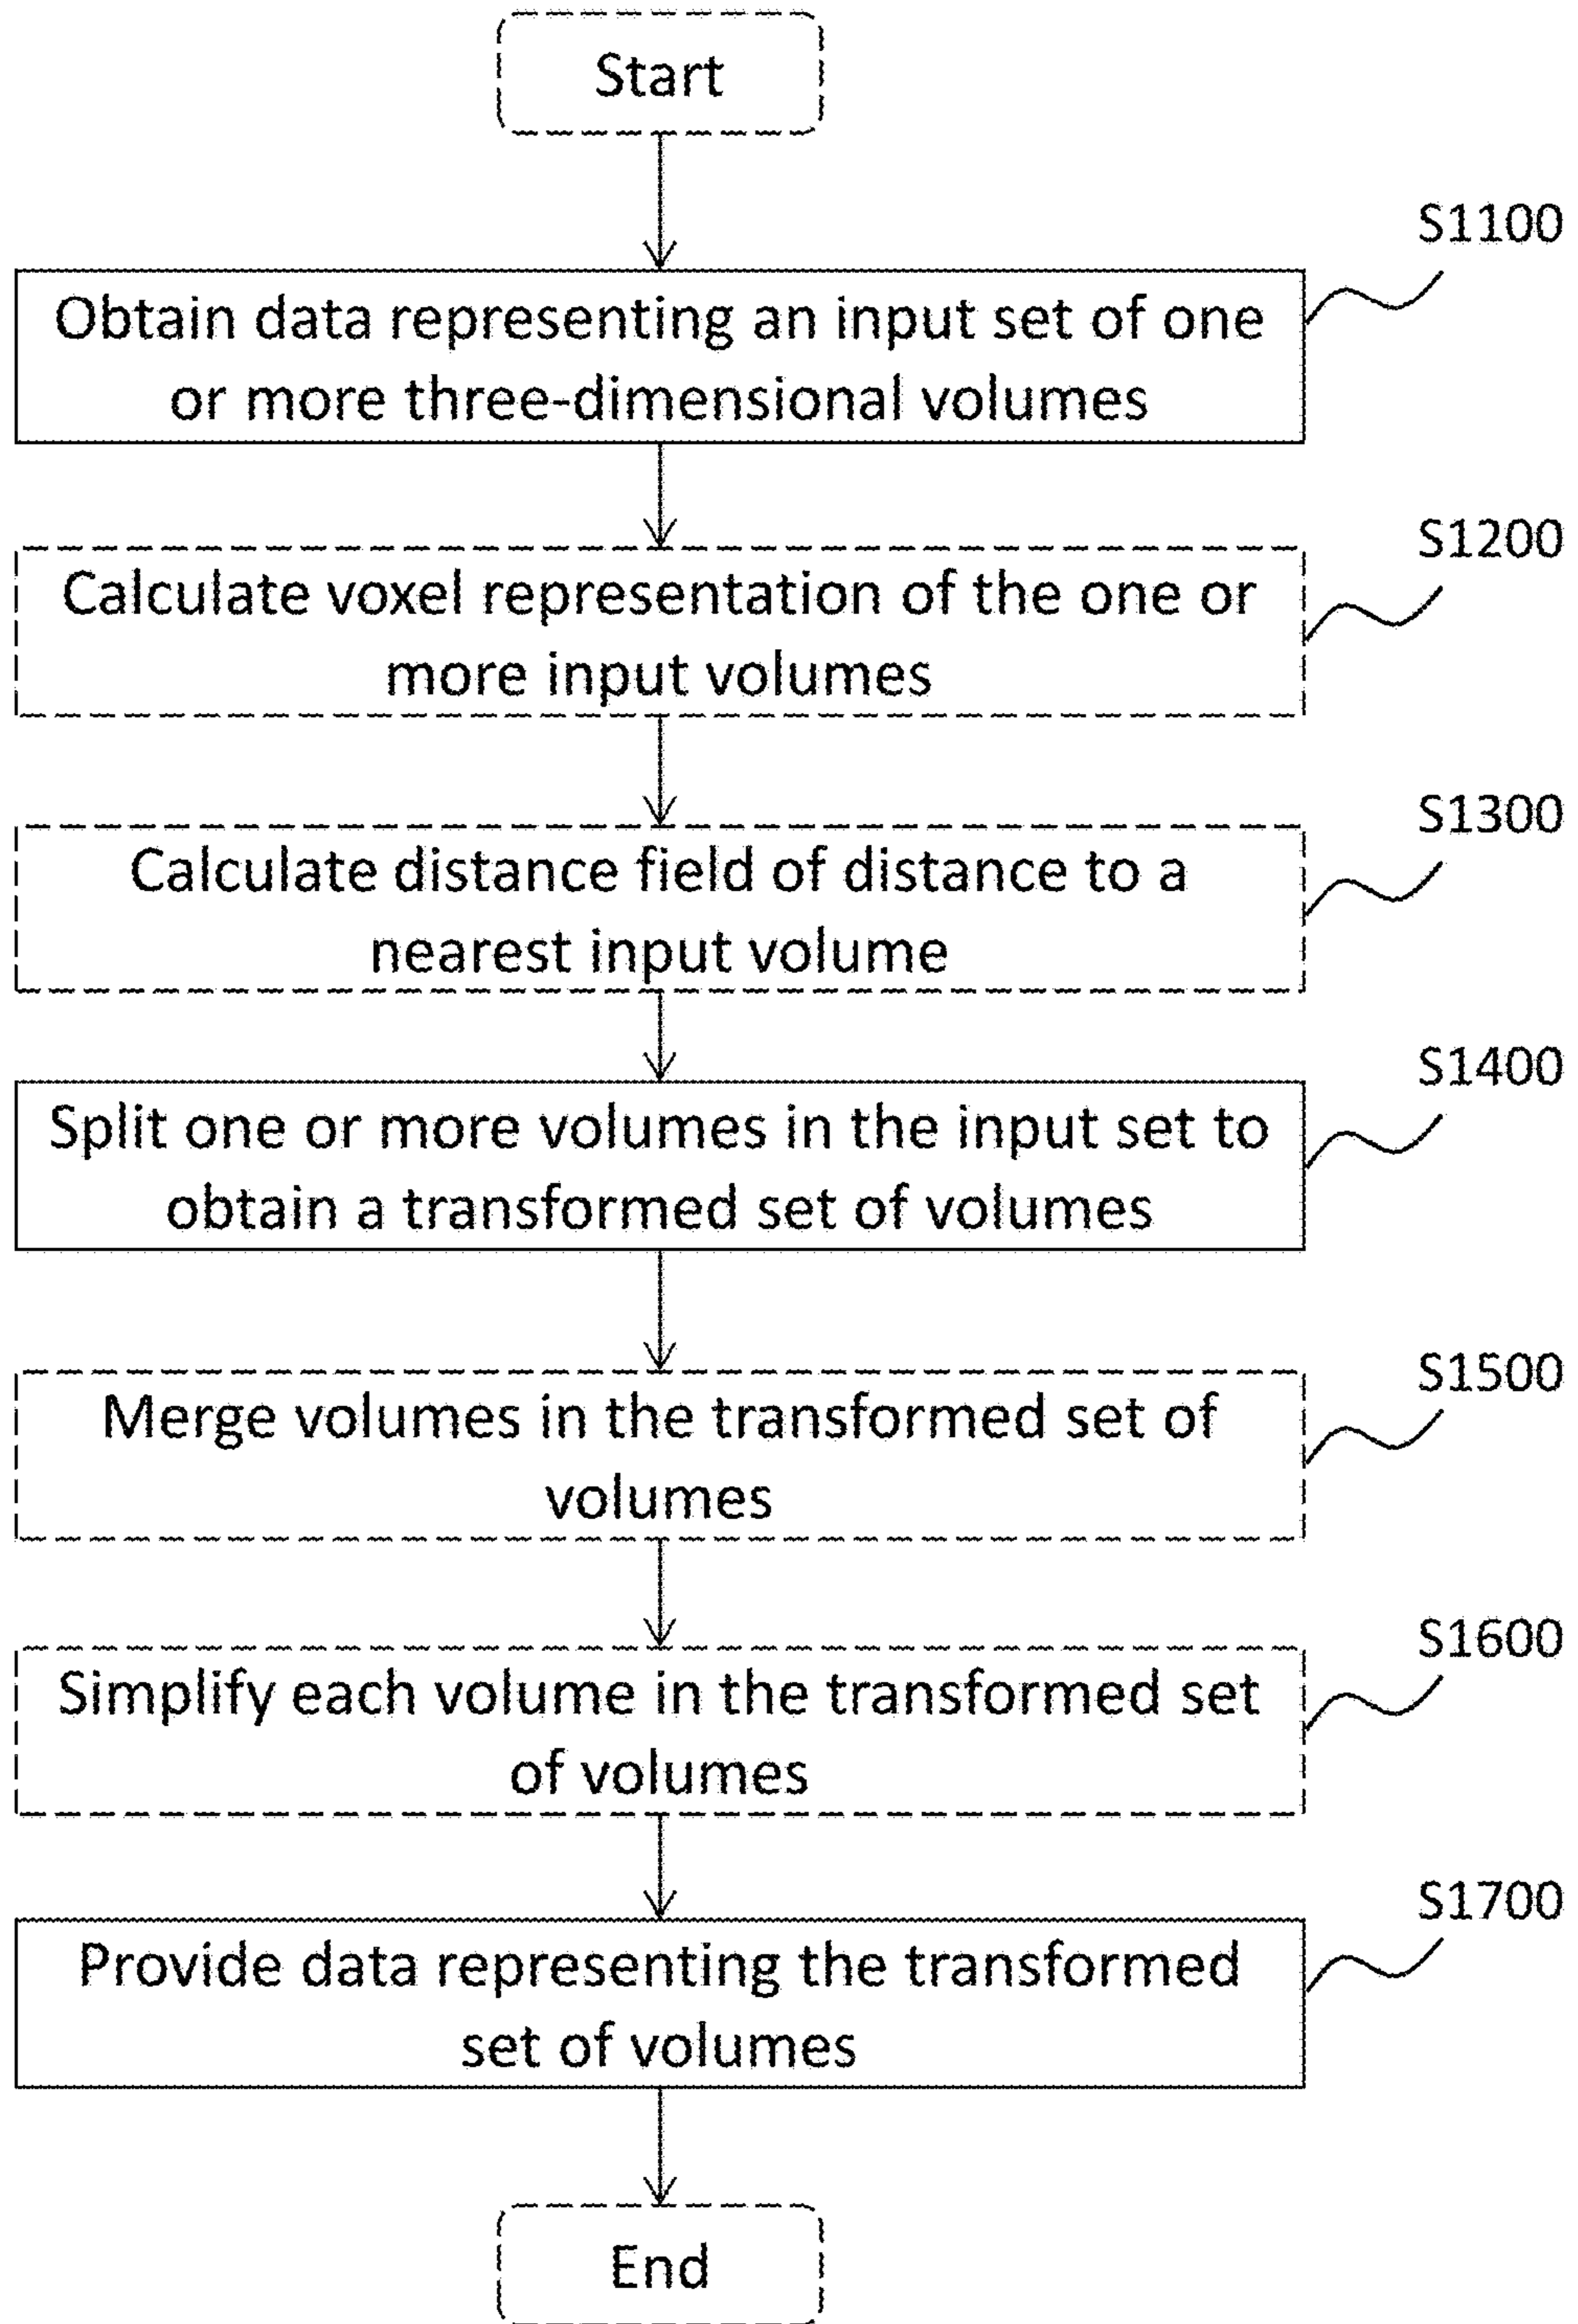 Start
S1100
Obtain data representing an input set of one
or more three-dimensional volumes
S1200
Calculate voxel representation of the one or
more input volumes
S1300
Calculate distance field of distance to a
nearest input volume
S1400
Split one or more volumes in the input set to
obtain a transformed set of volumes
S1500
Merge volumes in the transformed set of
volumes
S1600
Simplify each volume in the transformed set
of volumes
S1700
Provide data representing the transformed
set of volumes
End